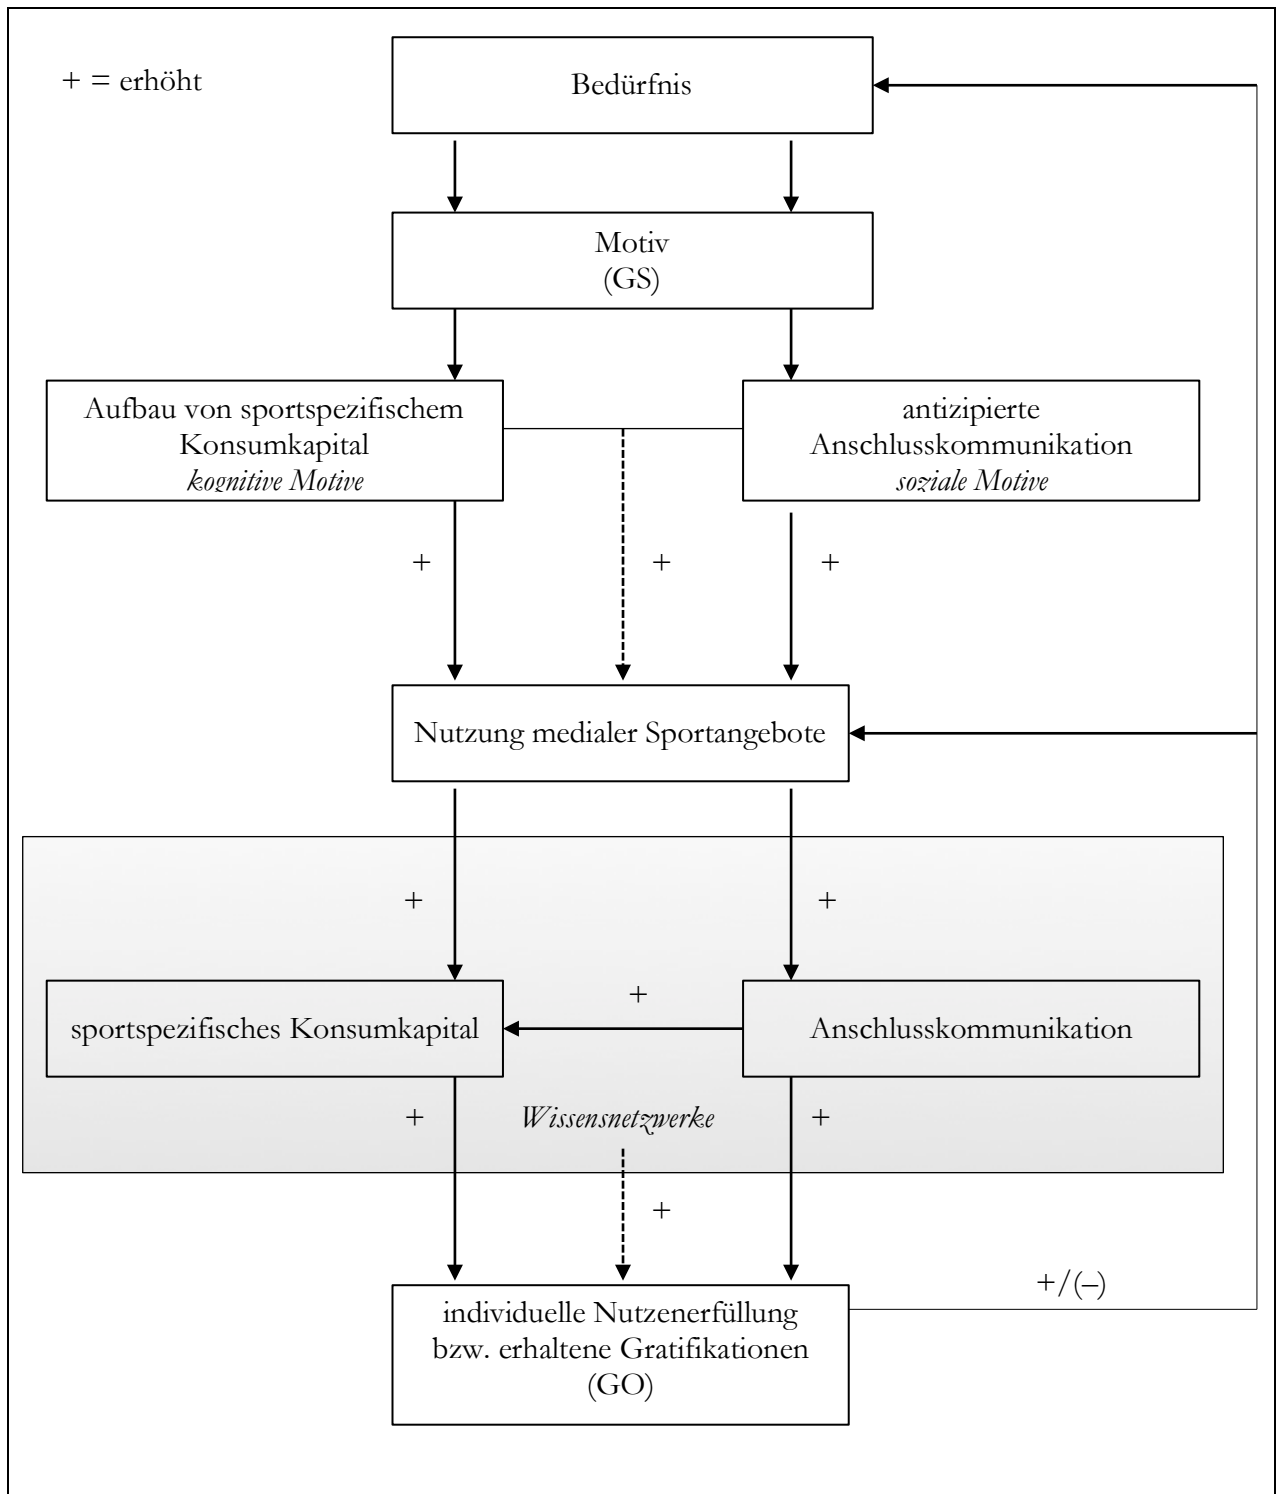 + = erhöht
Bedürfnis
Motiv
(GS)
Aufbau von sportspezifischem
Konsumkapital
kognitive Motive
antizipierte
Anschlusskommunikation
soziale Motive
+
+
+
Nutzung medialer Sportangebote
+
+
+
sportspezifisches Konsumkapital
Anschlusskommunikation
+
Wissensnetzwerke
+
+
+/(–)
individuelle Nutzenerfüllung
bzw. erhaltene Gratifikationen
(GO)